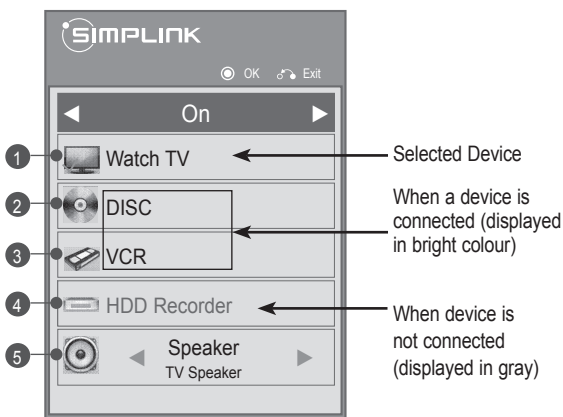 SIMPLINK
OK Exit
On
1 Watch TV
Selected Device
2 DISC
When a device is
connected (displayed
in bright colour)
3 VCR
4 HDD Recorder
When device is
not connected
(displayed in gray)
5 Speaker
TV Speaker